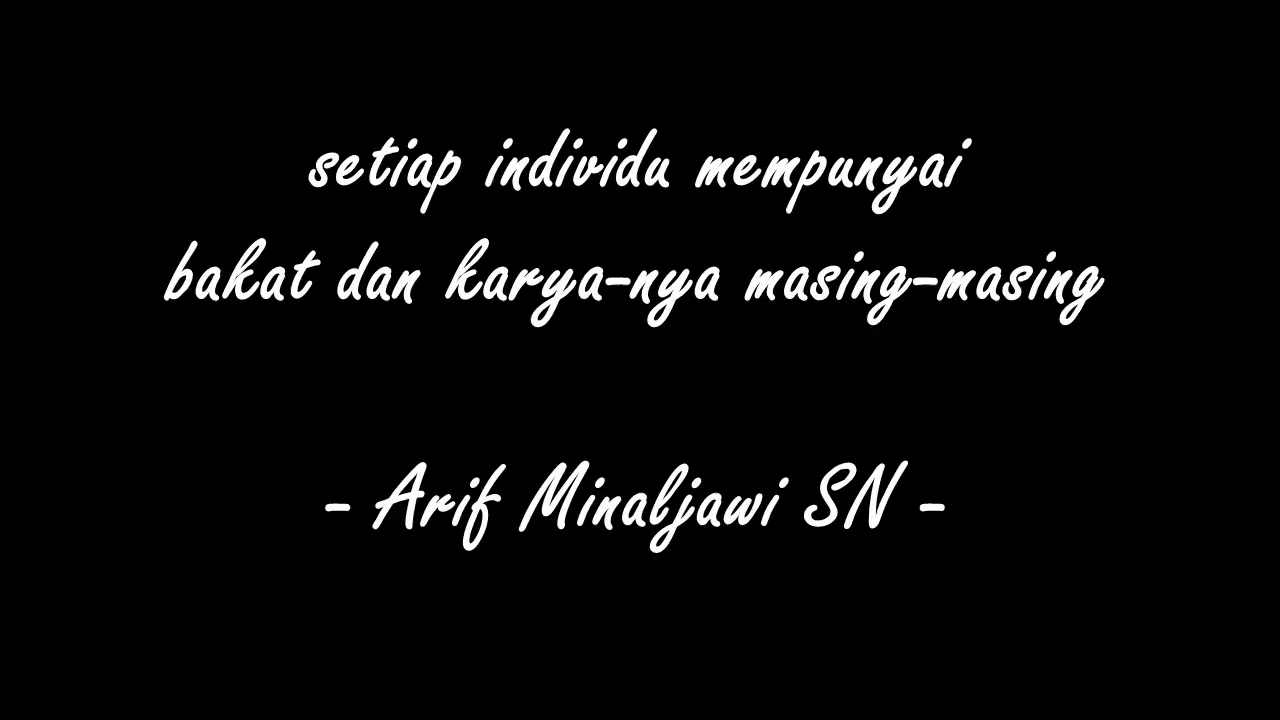 setiap individu mempunyai
bakat dan karya-nya masing-masing
- Arif Minaljawi SN -